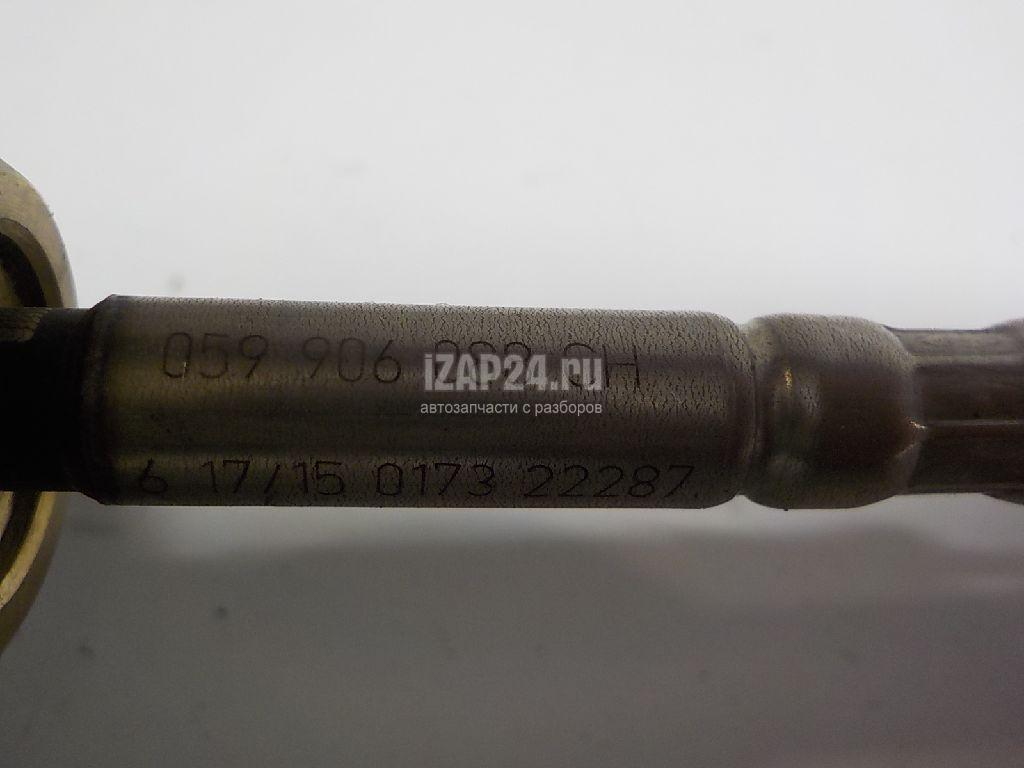 059 906
iZAP24.ru
автозапчасти с разборов
6 17/15 0173 22287